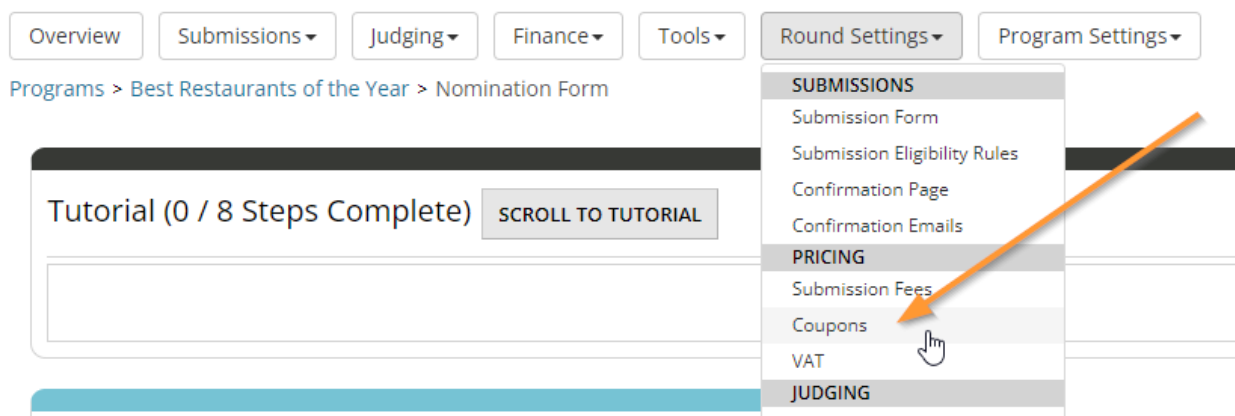 Overview Submissions Judging Finance Tools Round Settings Program Settings
Programs > Best Restaurants of the Year > Nomination Form
SUBMISSIONS
Submission Form
Submission Eligibility Rules
Confirmation Page
Confirmation Emails
Tutorial (0 / 8 Steps Complete) SCROLL TO TUTORIAL
PRICING
Submission Fees
Coupons
VAT
JUDGING